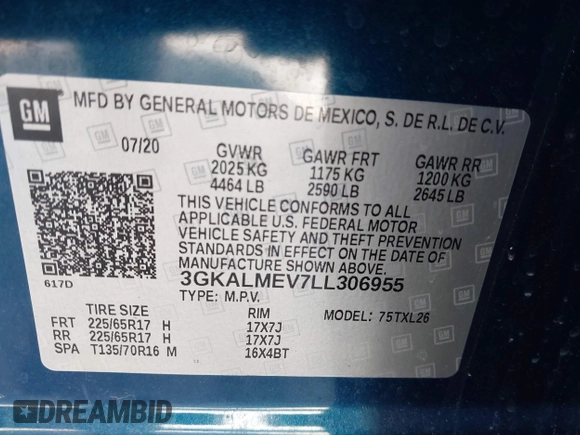 GM
MFD BY GENERAL MOTORS DE MEXICO, S. DE R.L. DE C.V.
07/20 GVWR GAWR FRT GAWR RR
2025 KG 1175 KG 1200 KG
4464 LB 2590 LB 2645 LB
THIS VEHICLE CONFORMS TO ALL
APPLICABLE U.S. FEDERAL MOTOR
VEHICLE SAFETY AND THEFT PREVENTION
STANDARDS IN EFFECT ON THE DATE OF
MANUFACTURE SHOWN ABOVE.
617D 3GKALMEV7LL306955
TYPE: M.P.V.
TIRE SIZE RIM MODEL: 75TXL26
FRT 225/65R17 H 17X7J
RR 225/65R17 H 17X7J
SPA T135/70R16 M 16X4BT
DREAMBID